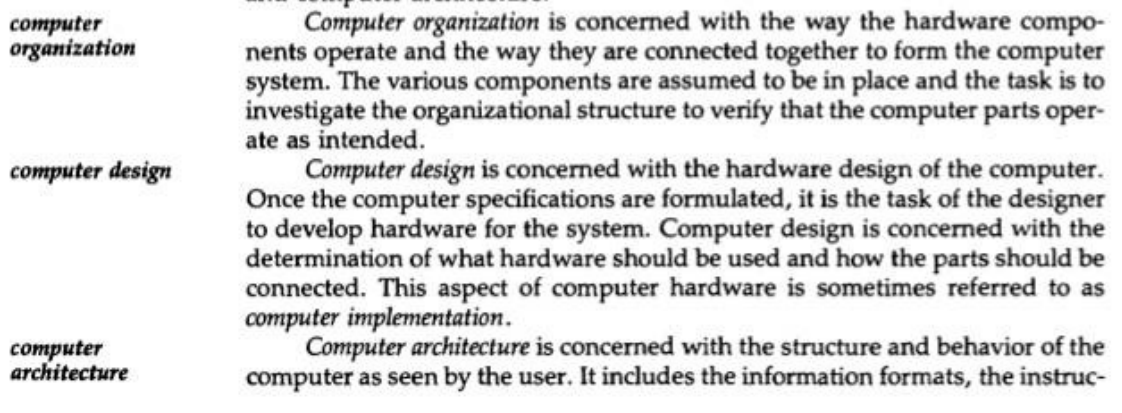 computer
organization
Computer organization is concerned with the way the hardware compo-
nents operate and the way they are connected together to form the computer
system. The various components are assumed to be in place and the task is to
investigate the organizational structure to verify that the computer parts oper-
ate as intended.
computer design
Computer design is concerned with the hardware design of the computer.
Once the computer specifications are formulated, it is the task of the designer
to develop hardware for the system. Computer design is concerned with the
determination of what hardware should be used and how the parts should be
connected. This aspect of computer hardware is sometimes referred to as
computer implementation.
computer
architecture
Computer architecture is concerned with the structure and behavior of the
computer as seen by the user. It includes the information formats, the instruc-